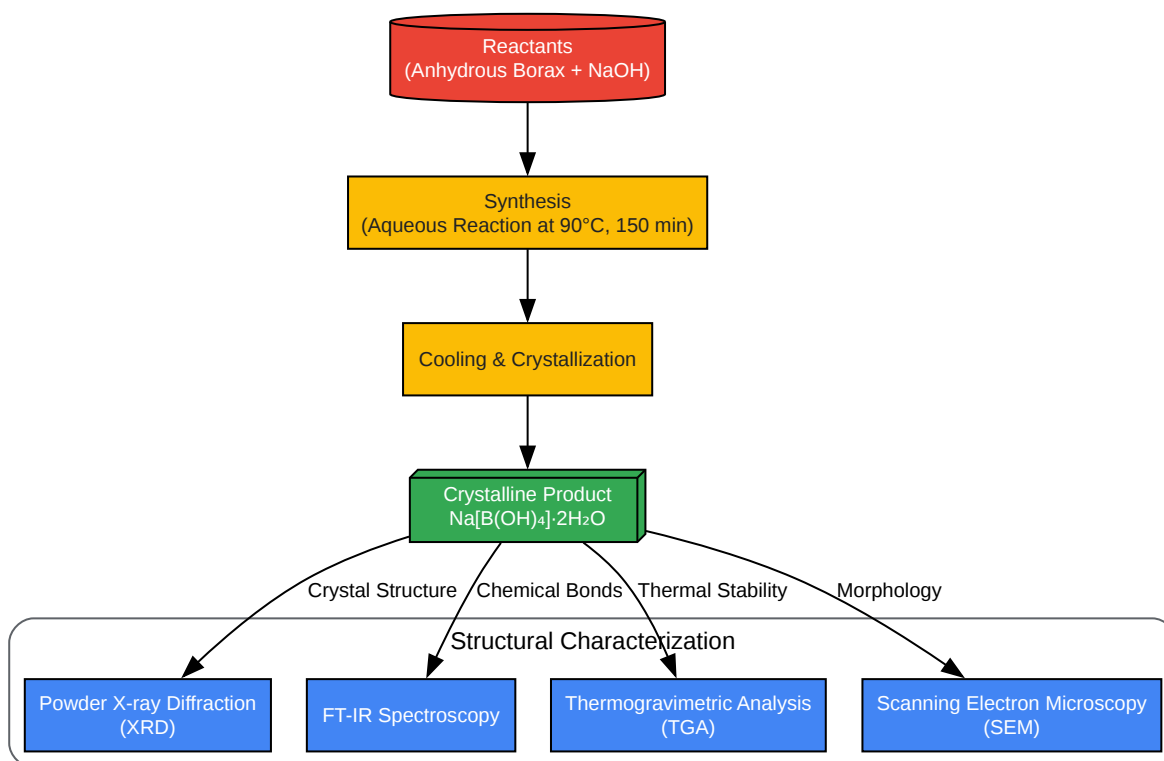 Reactants
(Anhydrous Borax + NaOH)
Synthesis
(Aqueous Reaction at 90°C, 150 min)
Cooling & Crystallization
Crystalline Product
Na[B(OH)₄]·2H₂O
Crystal Structure
Chemical Bonds
Thermal Stability
Morphology
Structural Characterization
Powder X-ray Diffraction
(XRD)
FT-IR Spectroscopy
Thermogravimetric Analysis
(TGA)
Scanning Electron Microscopy
(SEM)